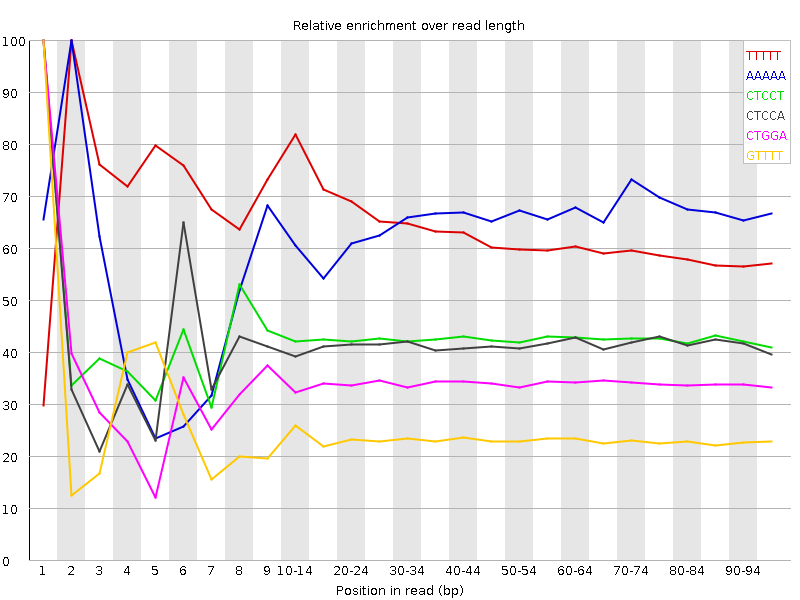 Relative enrichment over read length
100
90
80
70
60
50
40
30
20
10
0
TTTTT
AAAAA
CTCCT
CTCCA
CTGGA
GTTTT
1 2 3 4 5 6 7 8 9 10-14 20-24 30-34 40-44 50-54 60-64 70-74 80-84 90-94
Position in read (bp)